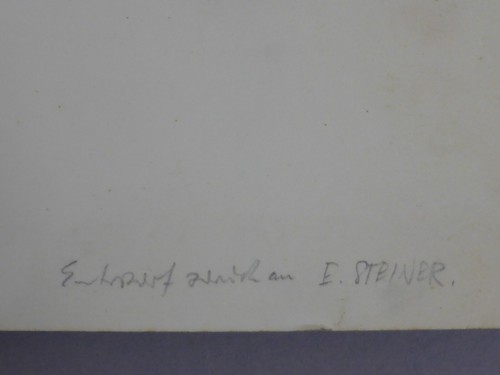 Entwurf zurück an E. STEINER.